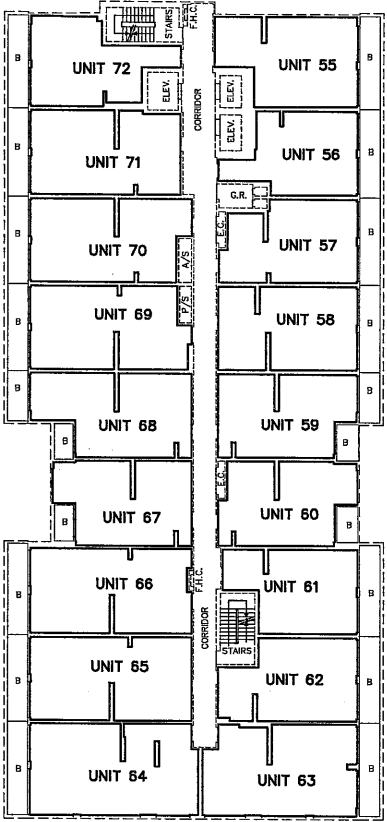 STAIRS
F.H.C.
UNIT 72
UNIT 55
B
B
ELEV.
CORRIDOR
ELEV.
ELEV.
UNIT 71
UNIT 56
B
B
G.R.
UNIT 70
A/S
E.C.
UNIT 57
B
B
UNIT 69
P/S
UNIT 58
B
B
B
UNIT 68
UNIT 59
B
B
B
UNIT 67
E.C.
UNIT 60
B
B
UNIT 66
F.H.C.
UNIT 61
B
B
CORRIDOR
STAIRS
UNIT 65
UNIT 62
B
B
UNIT 64
UNIT 63
B
B